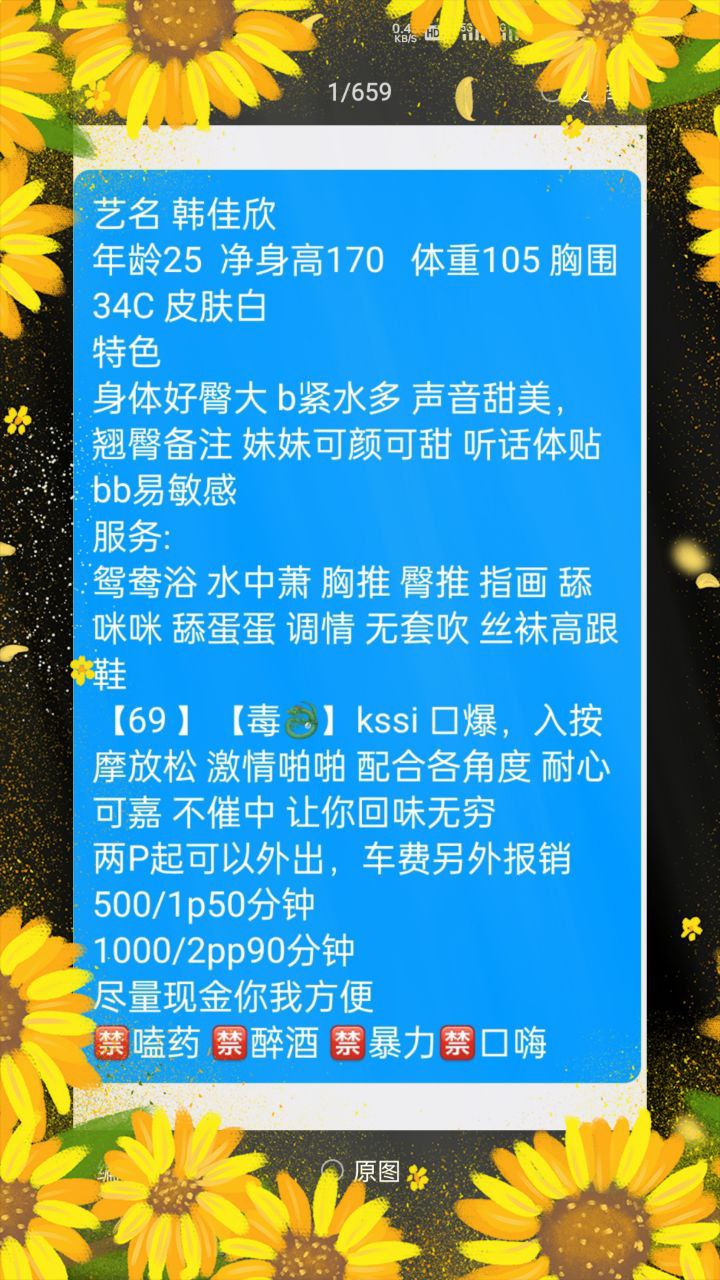 0.4
KB/S HD 5G
1/659
艺名 韩佳欣
年龄25 净身高170 体重105 胸围
34C 皮肤白
特色
身体好臀大 b紧水多 声音甜美，
翘臀备注 妹妹可颜可甜 听话体贴
bb易敏感
服务:
鸳鸯浴 水中萧 胸推 臀推 指画 舔
咪咪 舔蛋蛋 调情 无套吹 丝袜高跟
鞋
【69 】 【毒🐉】kssi 口爆，入按
摩放松 激情啪啪 配合各角度 耐心
可嘉 不催中 让你回味无穷
两P起可以外出，车费另外报销
500/1p50分钟
1000/2pp90分钟
尽量现金你我方便
🈲嗑药 🈲醉酒 🈲暴力🈲口嗨
原图